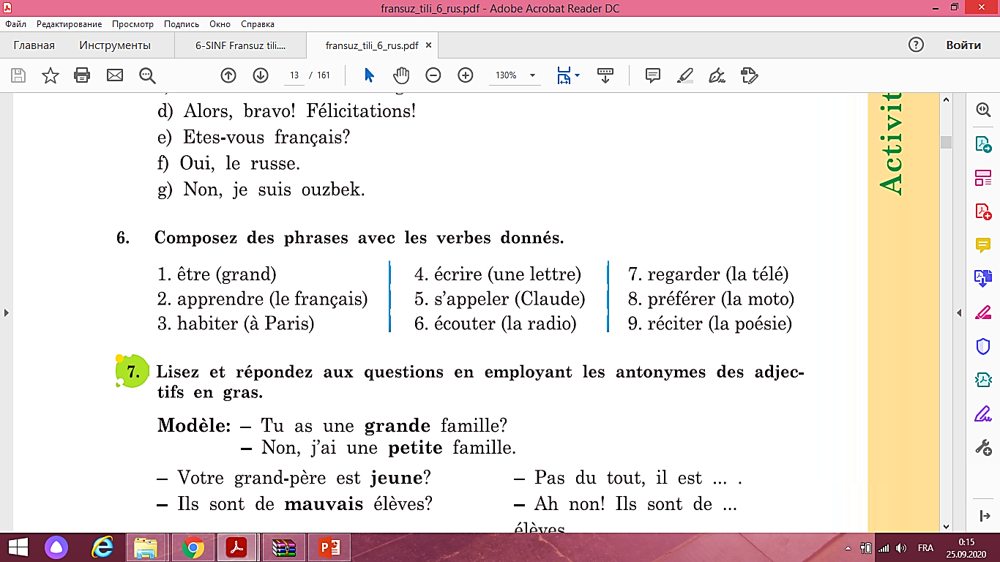 fransuz_tili_6_rus.pdf - Adobe Acrobat Reader DC
Файл Редактирование Просмотр Подпись Окно Справка
Главная Инструменты 6-SINF Fransuz tili.... fransuz_tili_6_rus.pdf Войти
13 / 161 130%
d) Alors, bravo! Félicitations!
e) Etes-vous français?
f) Oui, le russe.
g) Non, je suis ouzbek.
Activit
6. Composez des phrases avec les verbes donnés.
1. être (grand)
2. apprendre (le français)
3. habiter (à Paris)
4. écrire (une lettre)
5. s’appeler (Claude)
6. écouter (la radio)
7. regarder (la télé)
8. préférer (la moto)
9. réciter (la poésie)
7. Lisez et répondez aux questions en employant les antonymes des adjec-
tifs en gras.
Modèle: – Tu as une grande famille?
– Non, j’ai une petite famille.
– Votre grand-père est jeune? – Pas du tout, il est ... .
– Ils sont de mauvais élèves? – Ah non! Ils sont de ...
élèves
FRA
0:15
25.09.2020